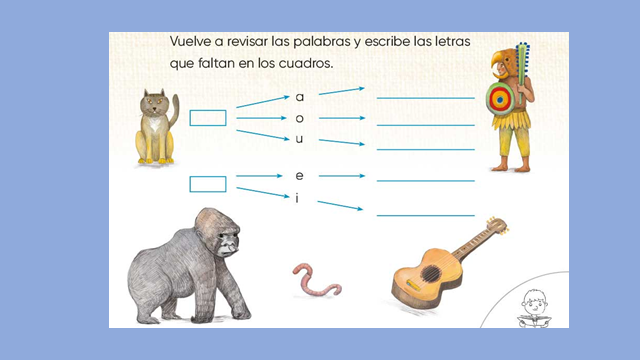 Vuelve a revisar las palabras y escribe las letras
que faltan en los cuadros.
a
o
u
e
i